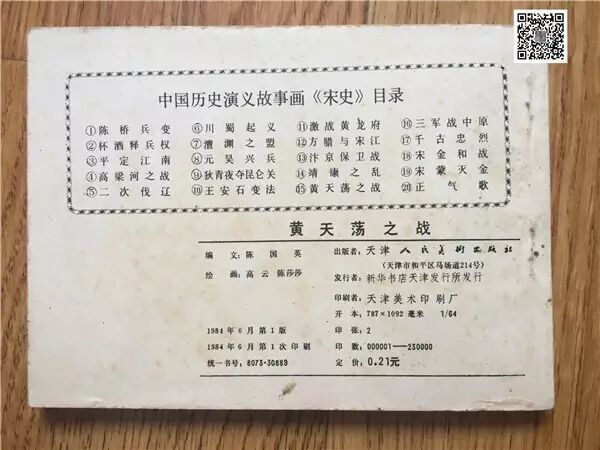 中国历史演义故事画《宋史》目录
①陈桥兵变 ⑥川蜀起义 ⑪激战黄龙府 ⑯三军战中原
②杯酒释兵权 ⑦澶渊之盟 ⑫方腊与宋江 ⑰千古忠烈
③平定江南 ⑧元昊兴兵 ⑬汴京保卫战 ⑱宋金和战
④高梁河之战 ⑨狄青夜夺昆仑关 ⑭靖康之乱 ⑲宋蒙灭金
⑤二次伐辽 ⑩王安石变法 ⑮黄天荡之战 ⑳正气歌
黄天荡之战
编文：陈国英 出版者：天津人民美术出版社
（天津市和平区马场道214号）
绘画：高云 陈莎莎 发行者：新华书店天津发行所发行
印刷者：天津美术印刷厂
开本：787×1092毫米 1/64
1984年6月第1版 印张：2
1984年6月第1次印刷 印数：000001—230000
统一书号：8073·30889 定价：0.21元